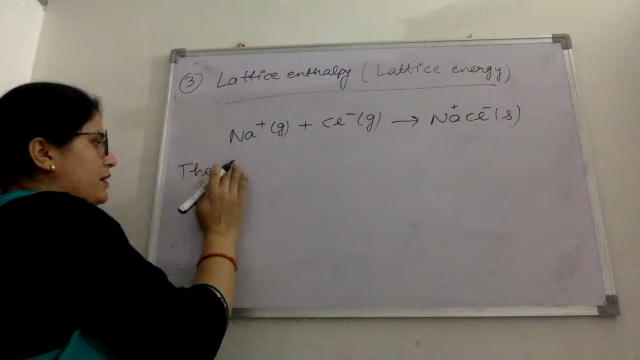 ③ Lattice enthalpy (Lattice energy)
Na⁺(g) + Cl⁻(g) → Na⁺Cl⁻(s)
The